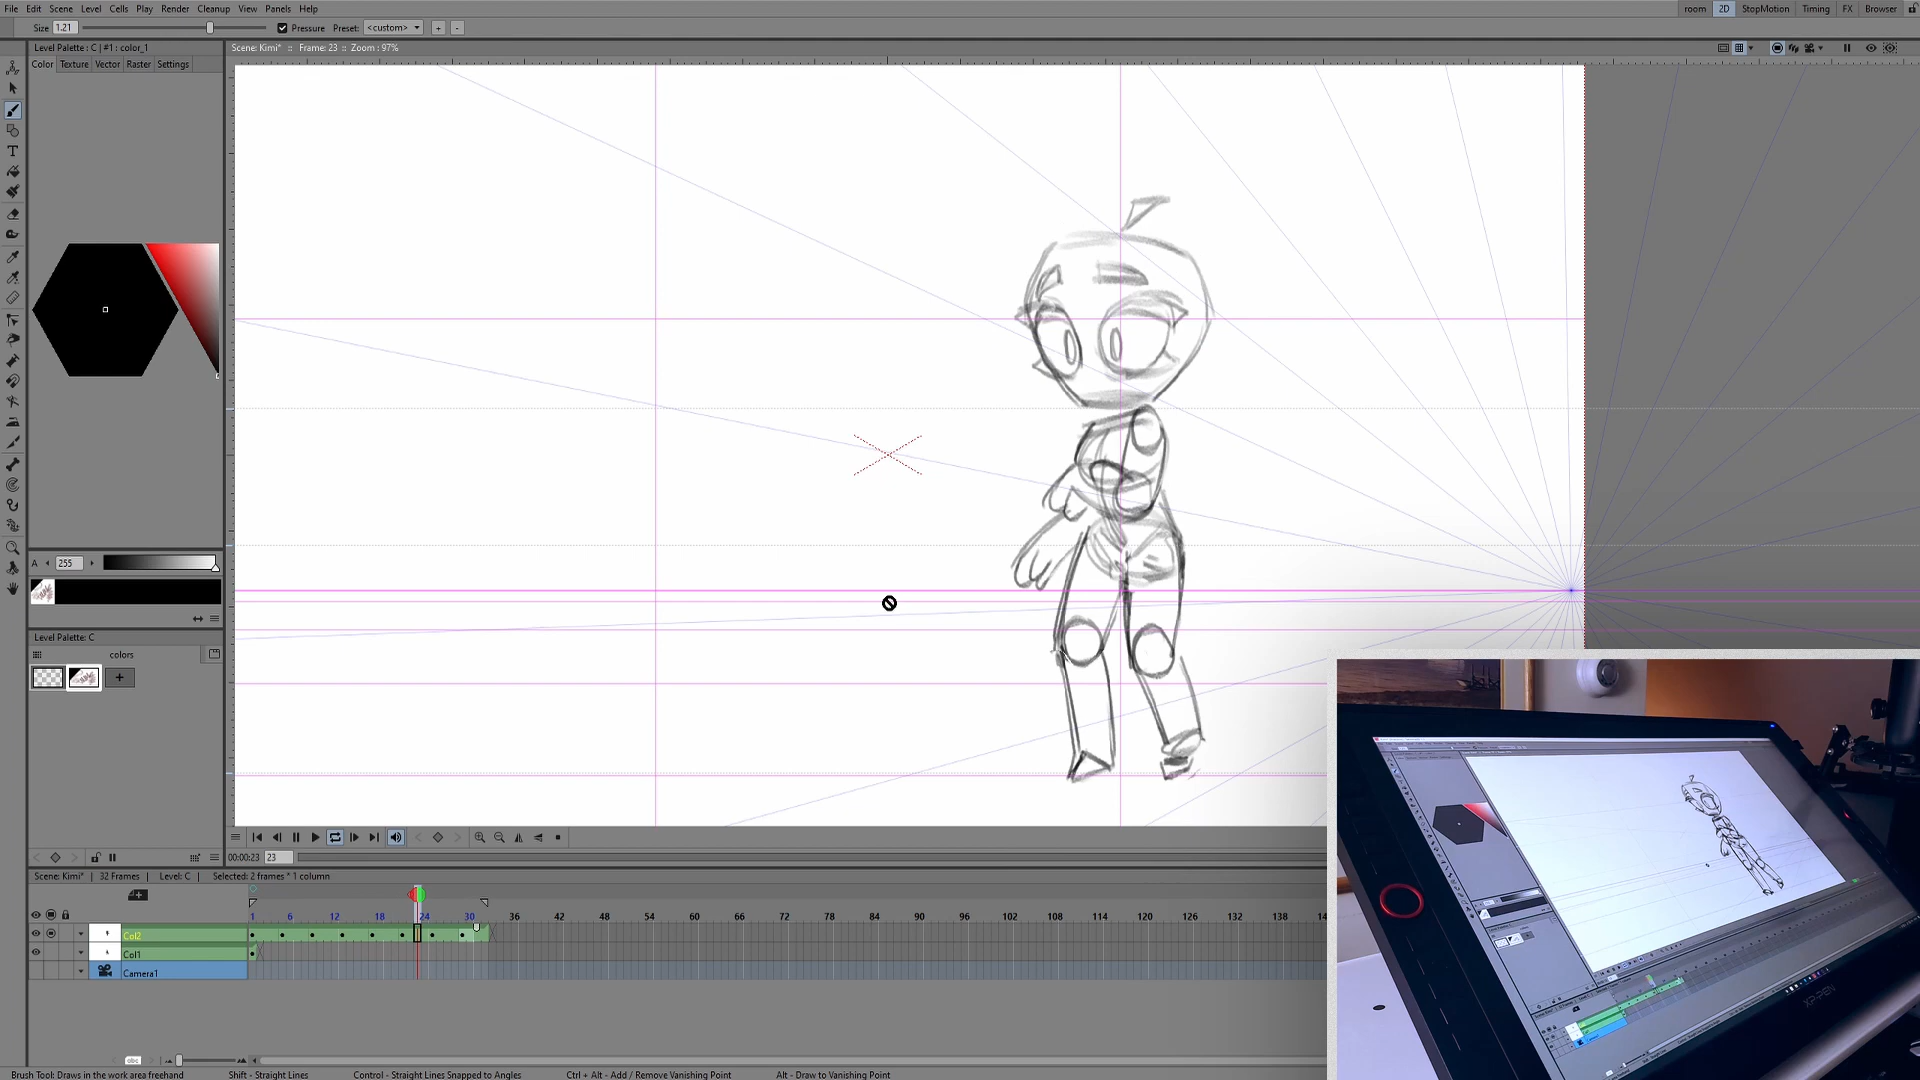 File Edit Scene Level Cells Play Render Cleanup View Panels Help
room 2D StopMotion Timing FX Browser
Size 1.21 Pressure Preset: <custom> + -
Level Palette : C | #1 : color_1
Scene: Kimi* :: Frame: 23 :: Zoom : 97%
Color Texture Vector Raster Settings
A 255
Level Palette: C
colors
+
00:00:23 23
Scene: Kimi* | 32 Frames | Level: C | Selected: 2 frames * 1 column
1 6 12 18 24 30 36 42 48 54 60 66 72 78 84 90 96 102 108 114 120 126 132 138
Col2
Col1
Camera1
abc
XP-PEN
Brush Tool: Draws in the work area freehand Shift - Straight Lines Control - Straight Lines Snapped to Angles Ctrl + Alt - Add / Remove Vanishing Point Alt - Draw to Vanishing Point